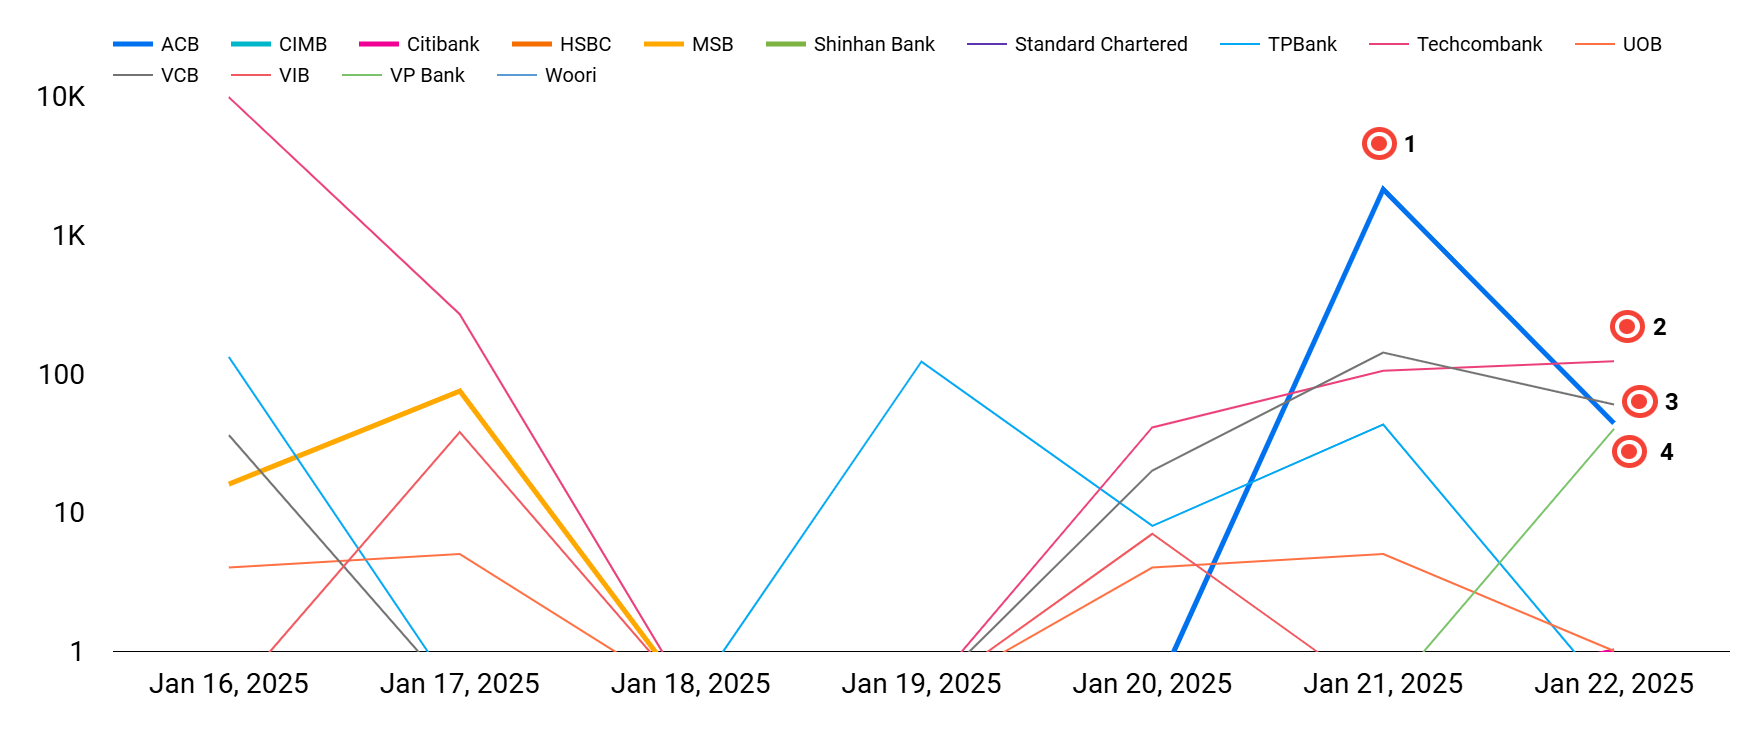 ACB CIMB Citibank HSBC MSB Shinhan Bank Standard Chartered TPBank Techcombank UOB
VCB VIB VP Bank Woori
10K
1K
100
10
1
1
2
3
4
Jan 16, 2025 Jan 17, 2025 Jan 18, 2025 Jan 19, 2025 Jan 20, 2025 Jan 21, 2025 Jan 22, 2025